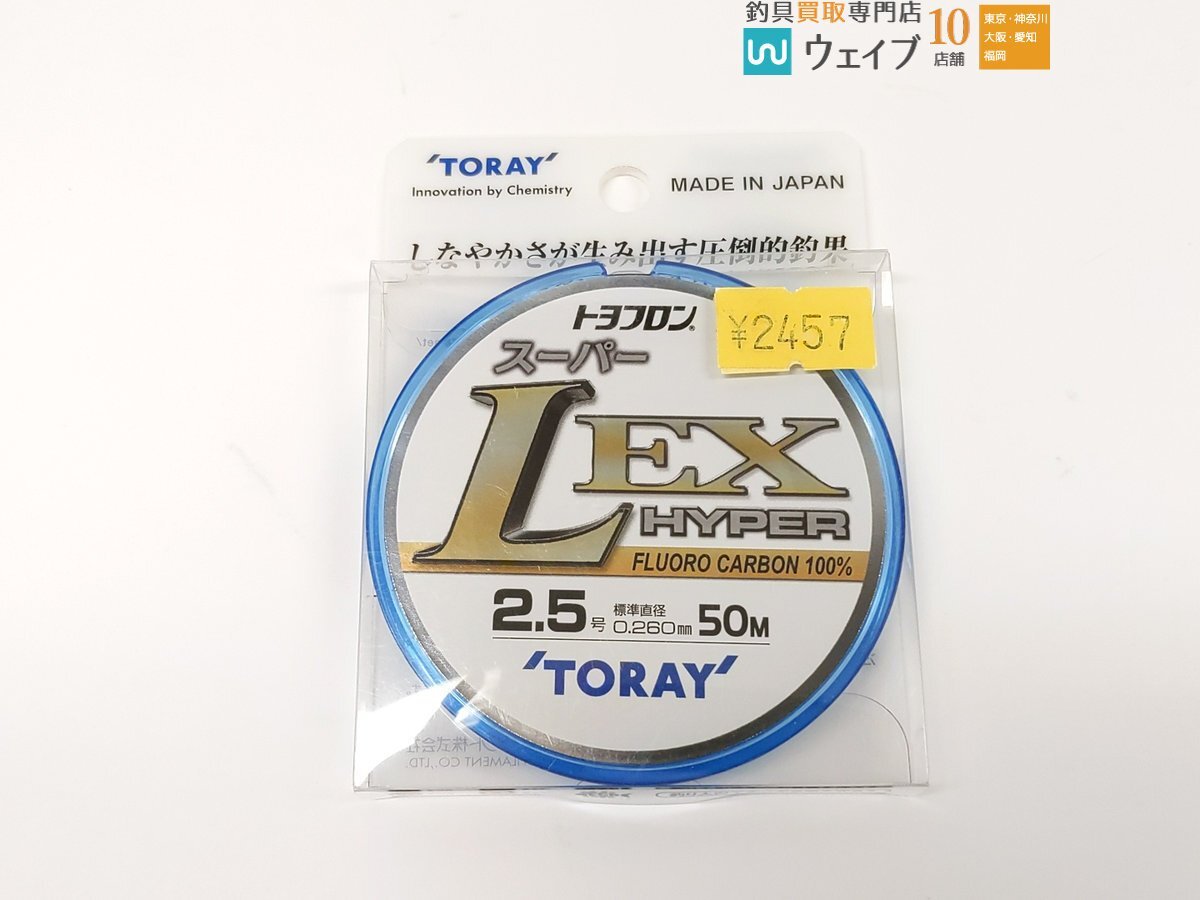 釣具買取専門店
ウェイブ
10
店舗
東京・神奈川
大阪・愛知
福岡
'TORAY'
Innovation by Chemistry
MADE IN JAPAN
しなやかさが生み出す圧倒的釣果
トヨフロン®
¥2457
スーパー
LEX
HYPER
FLUORO CARBON 100%
2.5号 標準直径 0.260mm 50M
'TORAY'